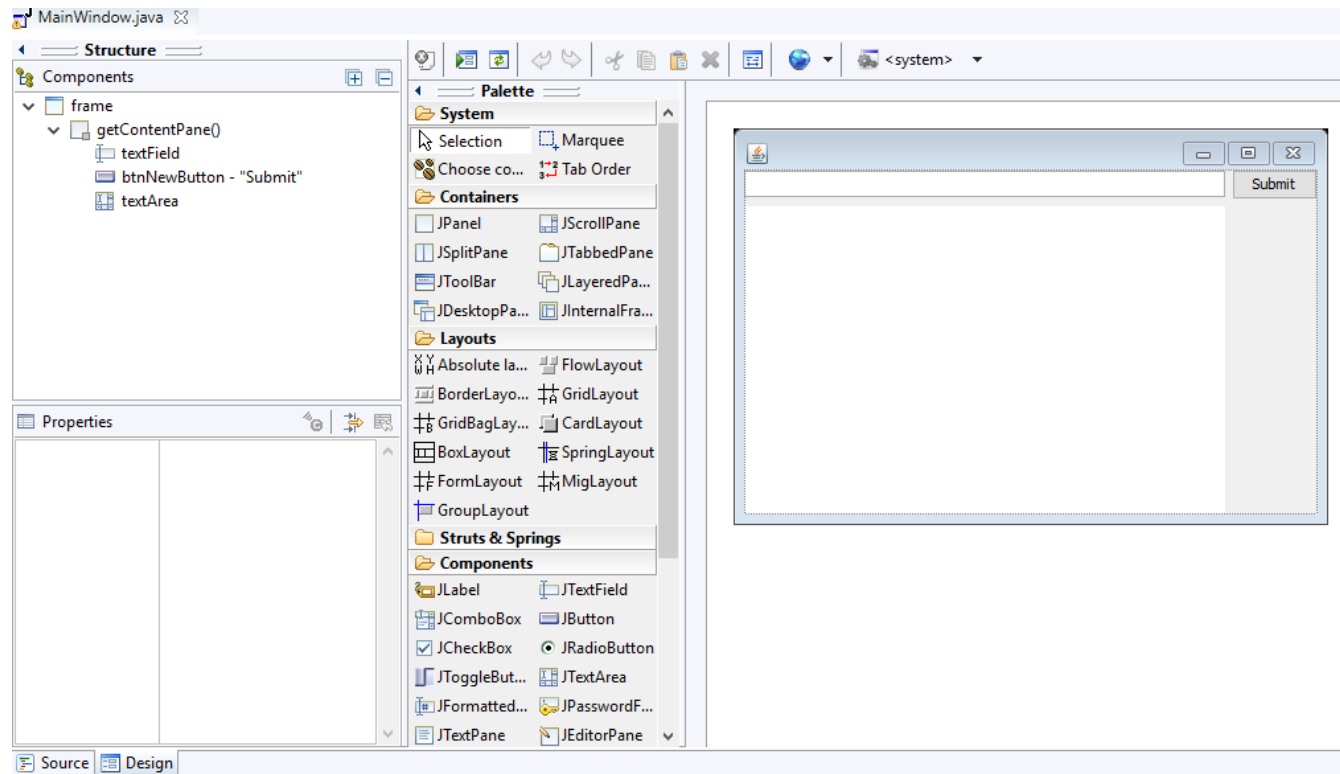 MainWindow.java
Structure
Components
frame
getContentPane()
textField
btnNewButton - "Submit"
textArea
Properties
<system>
Palette
System
Selection Marquee
Choose co... Tab Order
Containers
JPanel JScrollPane
JSplitPane JTabbedPane
JToolBar JLayeredPa...
JDesktopPa... JInternalFra...
Layouts
Absolute la... FlowLayout
BorderLayo... GridLayout
GridBagLay... CardLayout
BoxLayout SpringLayout
FormLayout MigLayout
GroupLayout
Struts & Springs
Components
JLabel JTextField
JComboBox JButton
JCheckBox JRadioButton
JToggleBut... JTextArea
JFormatted... JPasswordF...
JTextPane JEditorPane
Submit
Source Design